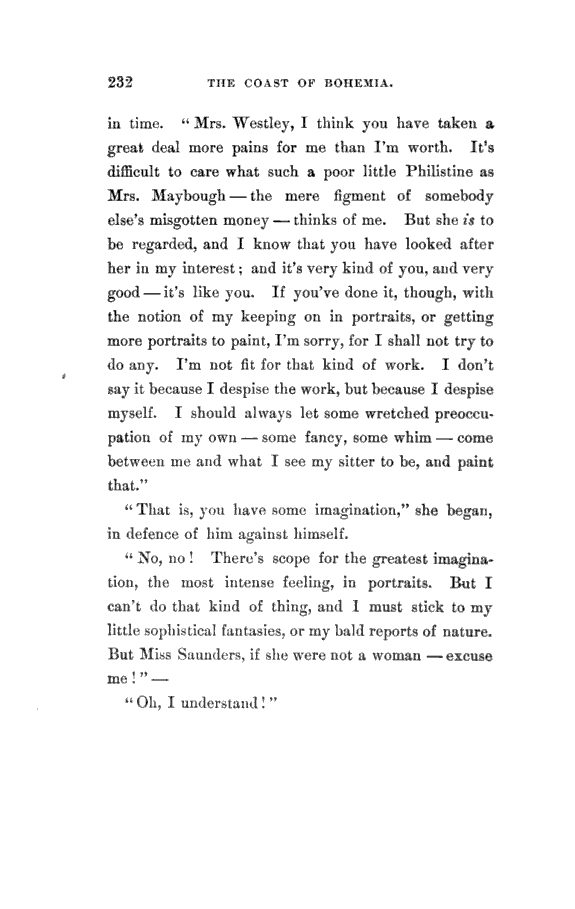 232 THE COAST OF BOHEMIA.
in time. “Mrs. Westley, I think you have taken a
great deal more pains for me than I’m worth. It’s
difficult to care what such a poor little Philistine as
Mrs. Maybough — the mere figment of somebody
else’s misgotten money — thinks of me. But she is to
be regarded, and I know that you have looked after
her in my interest; and it’s very kind of you, and very
good — it’s like you. If you’ve done it, though, with
the notion of my keeping on in portraits, or getting
more portraits to paint, I’m sorry, for I shall not try to
do any. I’m not fit for that kind of work. I don’t
say it because I despise the work, but because I despise
myself. I should always let some wretched preoccu-
pation of my own — some fancy, some whim — come
between me and what I see my sitter to be, and paint
that.”
“That is, you have some imagination,” she began,
in defence of him against himself.
“No, no! There’s scope for the greatest imagina-
tion, the most intense feeling, in portraits. But I
can’t do that kind of thing, and I must stick to my
little sophistical fantasies, or my bald reports of nature.
But Miss Saunders, if she were not a woman — excuse
me!” —
“Oh, I understand!”